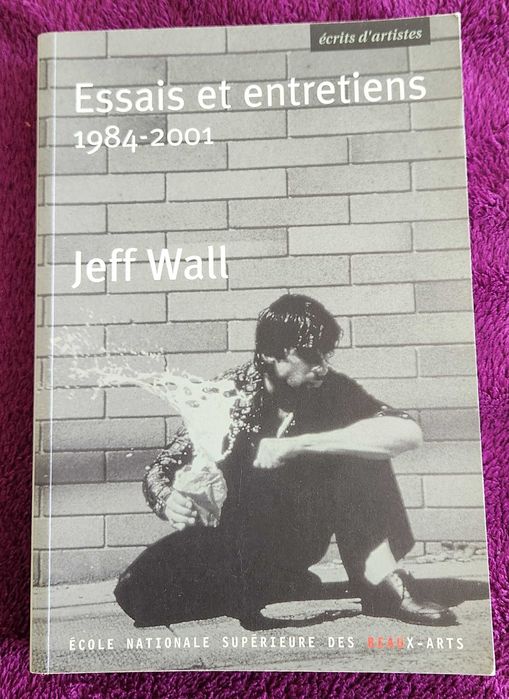 écrits d'artistes
Essais et entretiens
1984-2001
Jeff Wall
ÉCOLE NATIONALE SUPÉRIEURE DES BEAUX-ARTS